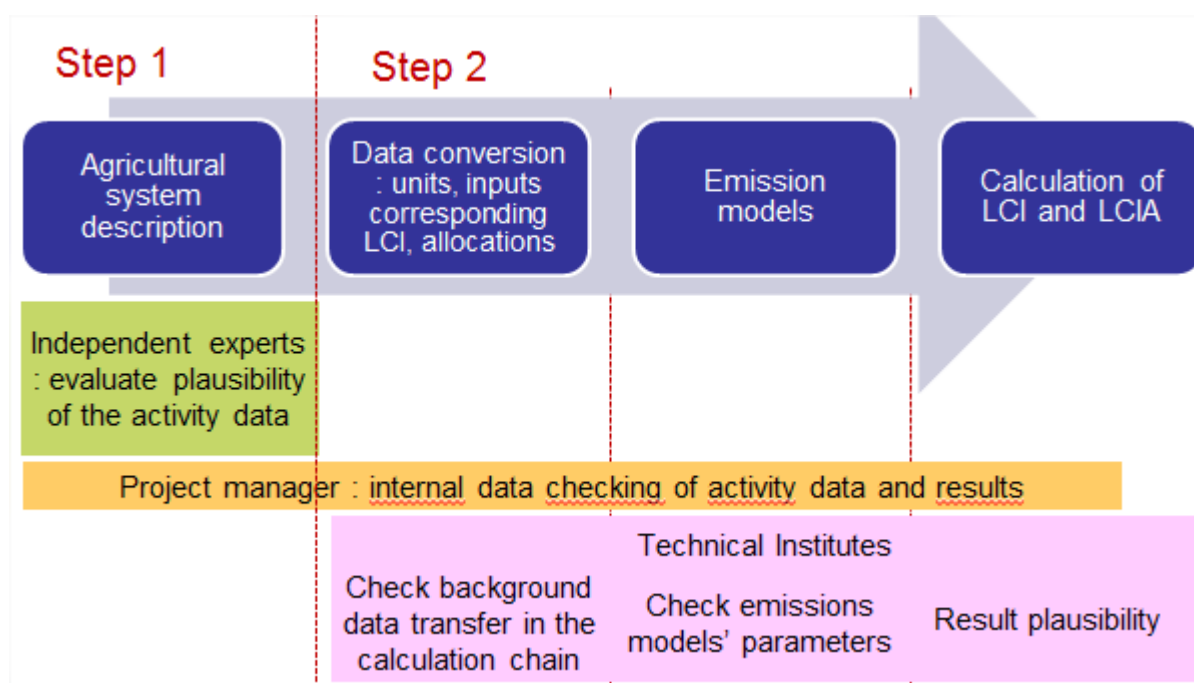 Step 1
Step 2
Agricultural
system
description
Data conversion
: units, inputs
corresponding
LCI, allocations
Emission
models
Calculation of
LCI and LCIA
Independent experts
: evaluate plausibility
of the activity data
Project manager : internal data checking of activity data and results
Technical Institutes
Check background
data transfer in the
calculation chain
Check emissions
models’ parameters
Result plausibility